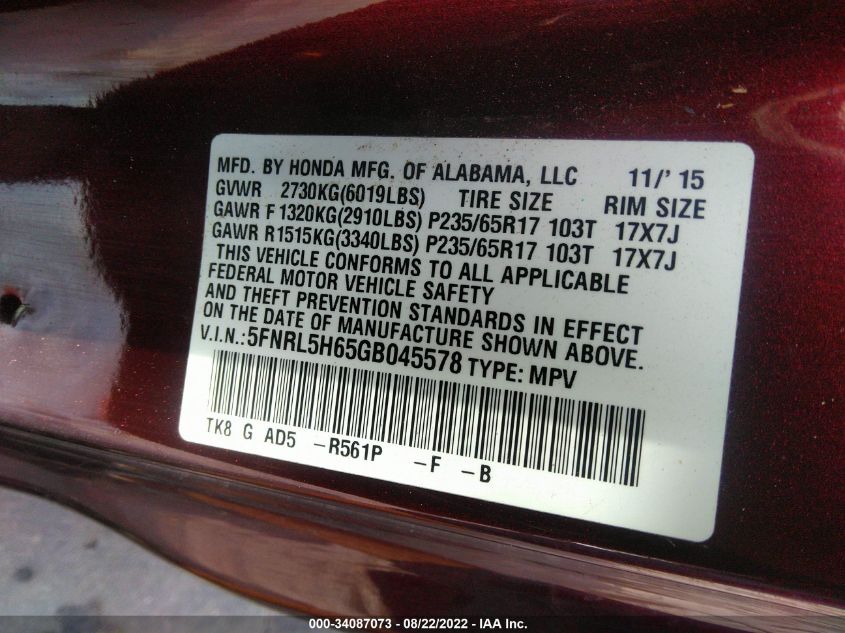 MFD. BY HONDA MFG. OF ALABAMA, LLC 11/' 15
GVWR 2730KG(6019LBS) TIRE SIZE RIM SIZE
GAWR F 1320KG(2910LBS) P235/65R17 103T 17X7J
GAWR R1515KG(3340LBS) P235/65R17 103T 17X7J
THIS VEHICLE CONFORMS TO ALL APPLICABLE
FEDERAL MOTOR VEHICLE SAFETY
AND THEFT PREVENTION STANDARDS IN EFFECT
ON THE DATE OF MANUFACTURE SHOWN ABOVE.
V.I.N.:5FNRL5H65GB045578 TYPE: MPV
TK8 G AD5 -R561P -F -B
000-34087073 - 08/22/2022 - IAA Inc.